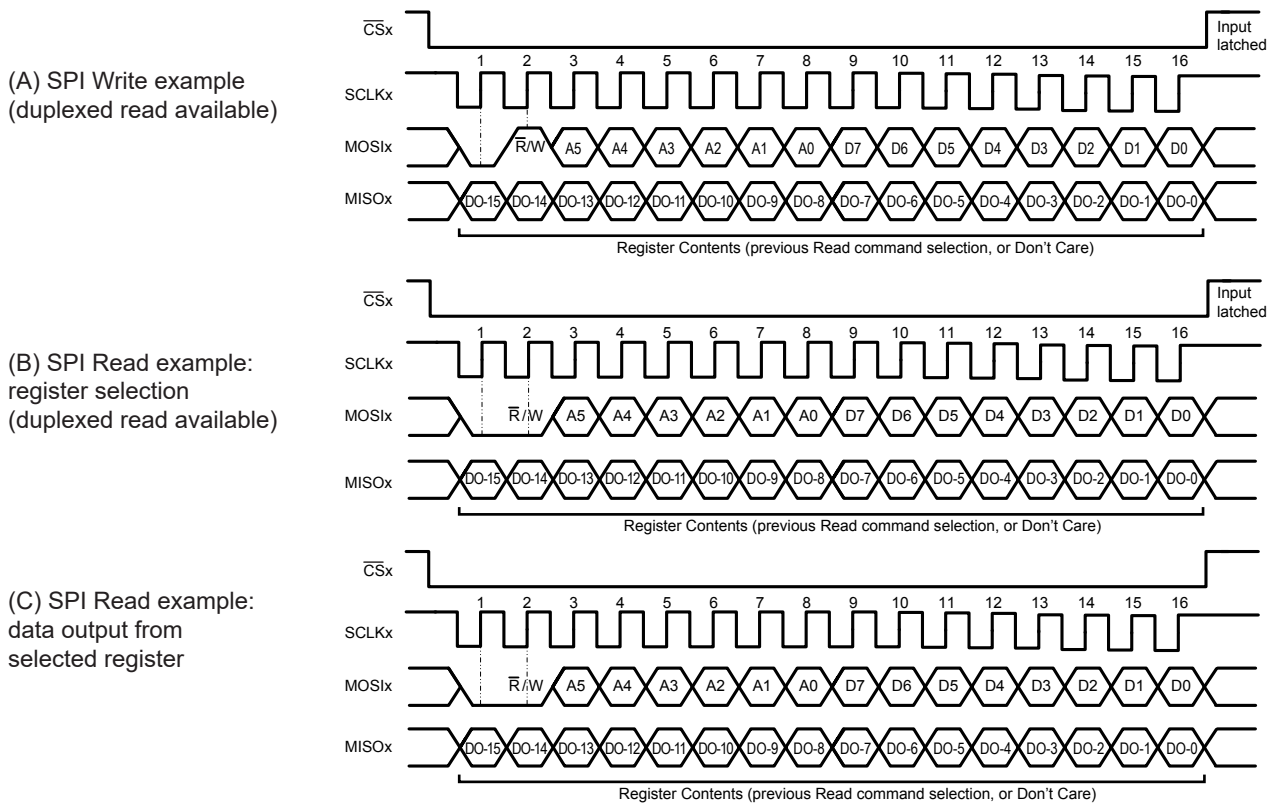 (A) SPI Write example
(duplexed read available)
C̅S̅x
Input
latched
1 2 3 4 5 6 7 8 9 10 11 12 13 14 15 16
SCLKx
MOSIx R̅/W A5 A4 A3 A2 A1 A0 D7 D6 D5 D4 D3 D2 D1 D0
MISOx DO-15 DO-14 DO-13 DO-12 DO-11 DO-10 DO-9 DO-8 DO-7 DO-6 DO-5 DO-4 DO-3 DO-2 DO-1 DO-0
Register Contents (previous Read command selection, or Don't Care)
(B) SPI Read example:
register selection
(duplexed read available)
C̅S̅x
Input
latched
1 2 3 4 5 6 7 8 9 10 11 12 13 14 15 16
SCLKx
MOSIx R̅/W A5 A4 A3 A2 A1 A0 D7 D6 D5 D4 D3 D2 D1 D0
MISOx DO-15 DO-14 DO-13 DO-12 DO-11 DO-10 DO-9 DO-8 DO-7 DO-6 DO-5 DO-4 DO-3 DO-2 DO-1 DO-0
Register Contents (previous Read command selection, or Don't Care)
(C) SPI Read example:
data output from
selected register
C̅S̅x
1 2 3 4 5 6 7 8 9 10 11 12 13 14 15 16
SCLKx
MOSIx R̅/W A5 A4 A3 A2 A1 A0 D7 D6 D5 D4 D3 D2 D1 D0
MISOx DO-15 DO-14 DO-13 DO-12 DO-11 DO-10 DO-9 DO-8 DO-7 DO-6 DO-5 DO-4 DO-3 DO-2 DO-1 DO-0
Register Contents (previous Read command selection, or Don't Care)